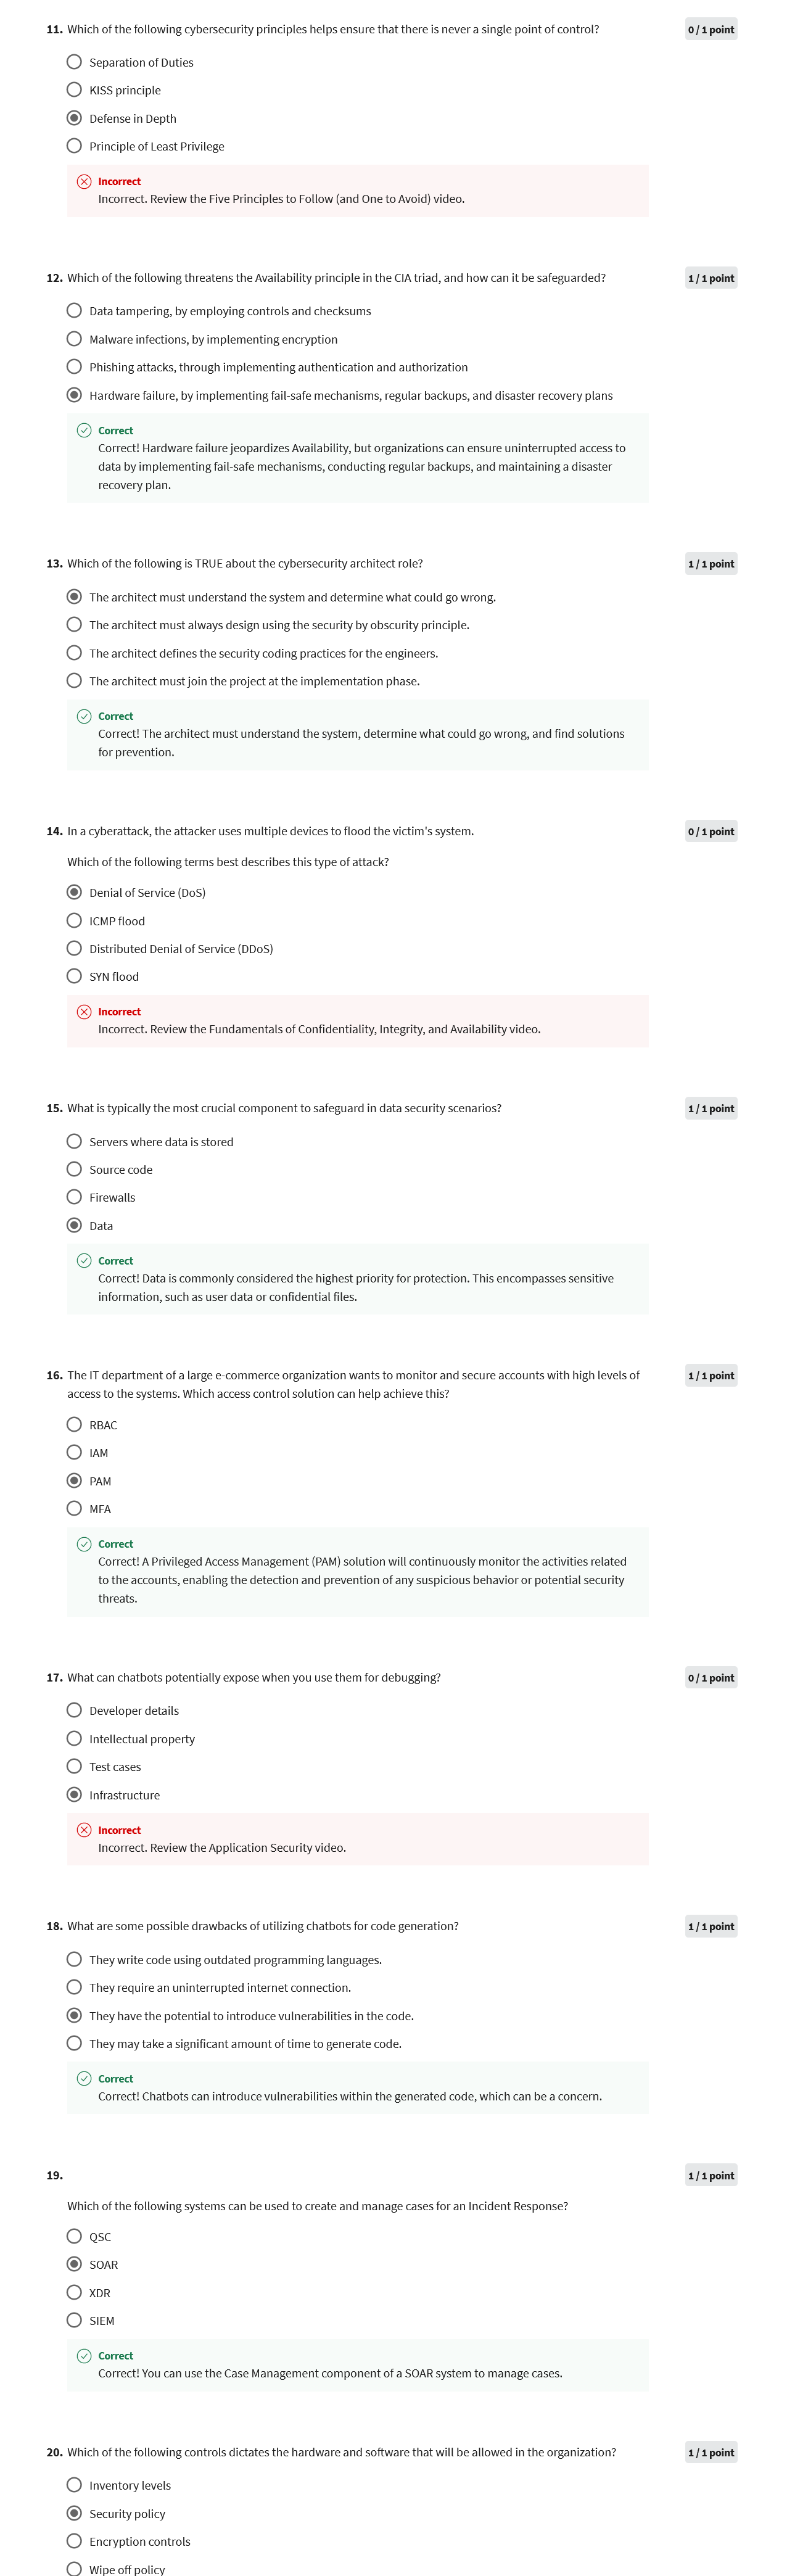 11. Which of the following cybersecurity principles helps ensure that there is never a single point of control?
0 / 1 point
Separation of Duties
KISS principle
Defense in Depth
Principle of Least Privilege
Incorrect
Incorrect. Review the Five Principles to Follow (and One to Avoid) video.
12. Which of the following threatens the Availability principle in the CIA triad, and how can it be safeguarded?
1 / 1 point
Data tampering, by employing controls and checksums
Malware infections, by implementing encryption
Phishing attacks, through implementing authentication and authorization
Hardware failure, by implementing fail-safe mechanisms, regular backups, and disaster recovery plans
Correct
Correct! Hardware failure jeopardizes Availability, but organizations can ensure uninterrupted access to
data by implementing fail-safe mechanisms, conducting regular backups, and maintaining a disaster
recovery plan.
13. Which of the following is TRUE about the cybersecurity architect role?
1 / 1 point
The architect must understand the system and determine what could go wrong.
The architect must always design using the security by obscurity principle.
The architect defines the security coding practices for the engineers.
The architect must join the project at the implementation phase.
Correct
Correct! The architect must understand the system, determine what could go wrong, and find solutions
for prevention.
14. In a cyberattack, the attacker uses multiple devices to flood the victim's system.
0 / 1 point
Which of the following terms best describes this type of attack?
Denial of Service (DoS)
ICMP flood
Distributed Denial of Service (DDoS)
SYN flood
Incorrect
Incorrect. Review the Fundamentals of Confidentiality, Integrity, and Availability video.
15. What is typically the most crucial component to safeguard in data security scenarios?
1 / 1 point
Servers where data is stored
Source code
Firewalls
Data
Correct
Correct! Data is commonly considered the highest priority for protection. This encompasses sensitive
information, such as user data or confidential files.
16. The IT department of a large e-commerce organization wants to monitor and secure accounts with high levels of
1 / 1 point
access to the systems. Which access control solution can help achieve this?
RBAC
IAM
PAM
MFA
Correct
Correct! A Privileged Access Management (PAM) solution will continuously monitor the activities related
to the accounts, enabling the detection and prevention of any suspicious behavior or potential security
threats.
17. What can chatbots potentially expose when you use them for debugging?
0 / 1 point
Developer details
Intellectual property
Test cases
Infrastructure
Incorrect
Incorrect. Review the Application Security video.
18. What are some possible drawbacks of utilizing chatbots for code generation?
1 / 1 point
They write code using outdated programming languages.
They require an uninterrupted internet connection.
They have the potential to introduce vulnerabilities in the code.
They may take a significant amount of time to generate code.
Correct
Correct! Chatbots can introduce vulnerabilities within the generated code, which can be a concern.
19.
1 / 1 point
Which of the following systems can be used to create and manage cases for an Incident Response?
QSC
SOAR
XDR
SIEM
Correct
Correct! You can use the Case Management component of a SOAR system to manage cases.
20. Which of the following controls dictates the hardware and software that will be allowed in the organization?
1 / 1 point
Inventory levels
Security policy
Encryption controls
Wipe off policy